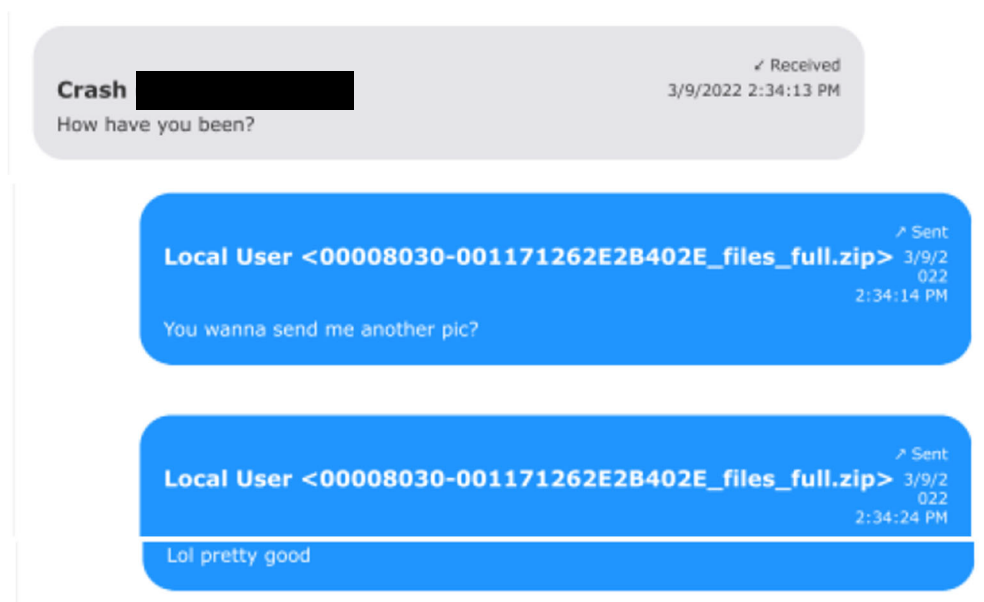 ✓ Received
Crash
3/9/2022 2:34:13 PM
How have you been?
↗ Sent
Local User <00008030-001171262E2B402E_files_full.zip> 3/9/2
022
2:34:14 PM
You wanna send me another pic?
↗ Sent
Local User <00008030-001171262E2B402E_files_full.zip> 3/9/2
022
2:34:24 PM
Lol pretty good